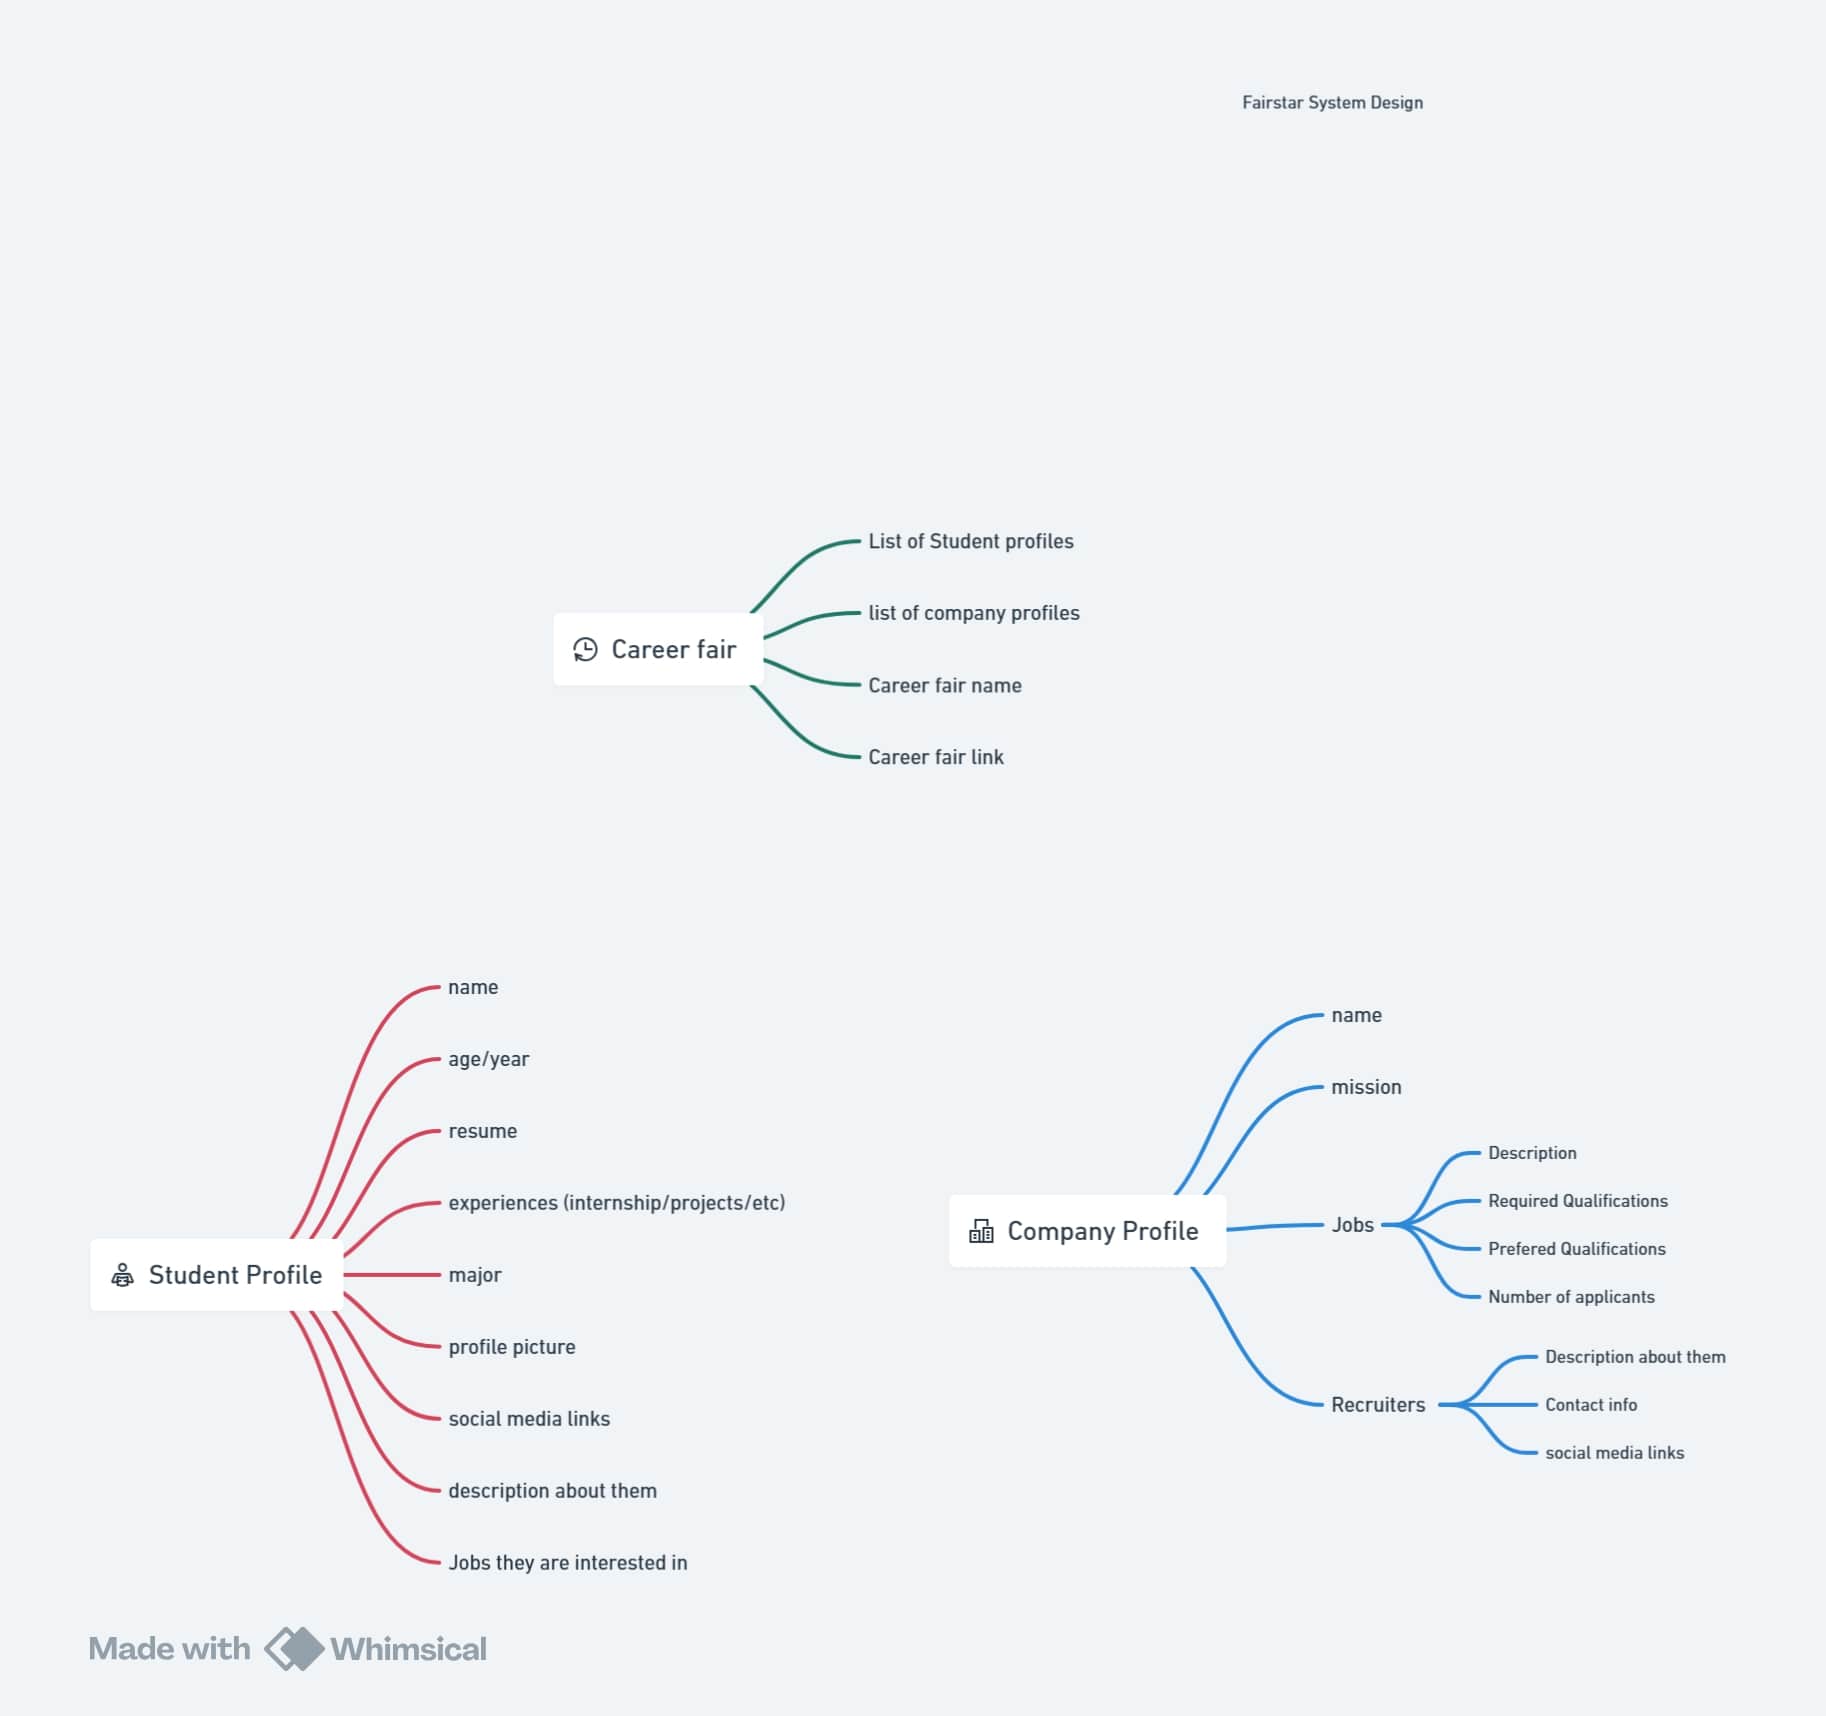 Fairstar System Design
Career fair
List of Student profiles
list of company profiles
Career fair name
Career fair link
Student Profile
name
age/year
resume
experiences (internship/projects/etc)
major
profile picture
social media links
description about them
Jobs they are interested in
Company Profile
name
mission
Jobs
Description
Required Qualifications
Prefered Qualifications
Number of applicants
Recruiters
Description about them
Contact info
social media links
Made with Whimsical